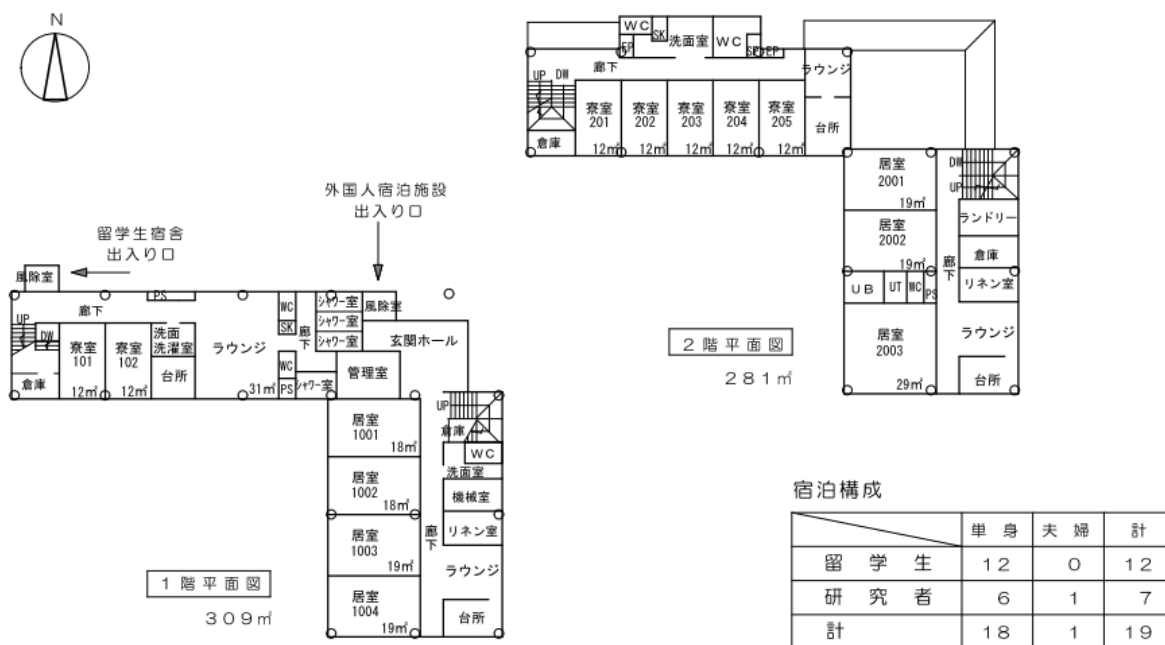 N
留学生宿舎
出入り口
外国人宿泊施設
出入り口
風除室
PS
廊下
UP
DW
倉庫
寮室
101
12㎡
寮室
102
12㎡
洗面
洗濯室
台所
ラウンジ
31㎡
WC
SK
WC
PS
廊下
シャワー室
シャワー室
シャワー室
シャワー室
風除室
玄関ホール
管理室
居室
1001
18㎡
居室
1002
18㎡
居室
1003
19㎡
居室
1004
19㎡
廊下
UP
倉庫
WC
洗面室
機械室
リネン室
ラウンジ
台所
1階平面図
309㎡
WC
SK
洗面室
WC
EP
SP
EP
廊下
UP
DW
倉庫
寮室
201
12㎡
寮室
202
12㎡
寮室
203
12㎡
寮室
204
12㎡
寮室
205
12㎡
ラウンジ
台所
居室
2001
19㎡
居室
2002
19㎡
UB
UT
WC
PS
居室
2003
29㎡
廊下
DW
UP
ランドリー
倉庫
リネン室
ラウンジ
台所
2階平面図
281㎡
宿泊構成
単身 夫婦 計
留学生 12 0 12
研究者 6 1 7
計 18 1 19